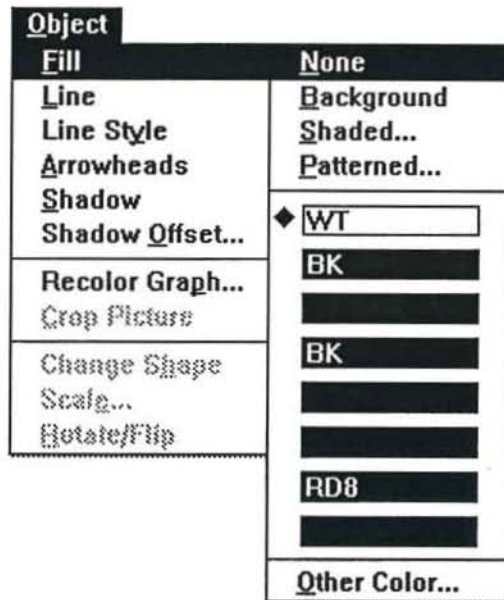 Object
Fill
Line
Line Style
Arrowheads
Shadow
Shadow Offset...
Recolor Graph...
Crop Picture
Change Shape
Scale...
Rotate/Flip
None
Background
Shaded...
Patterned...
WT
BK
BK
RD8
Other Color...